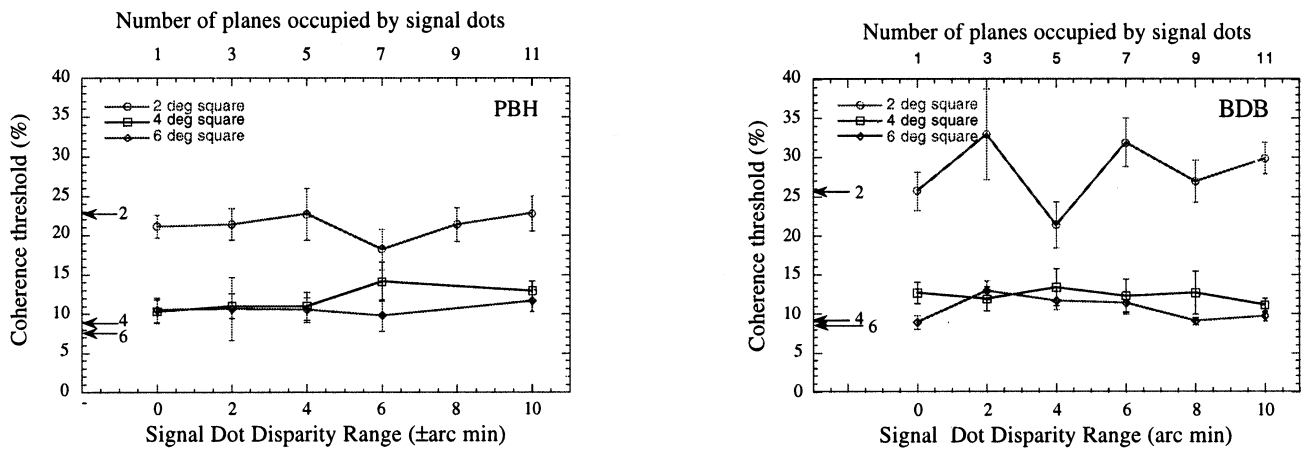 Number of planes occupied by signal dots
1 3 5 7 9 11
40
35
30
25
20
15
10
5
0
Coherence threshold (%)
2 deg square
4 deg square
6 deg square
PBH
2
4
6
-
0 2 4 6 8 10
Signal Dot Disparity Range (±arc min)
Number of planes occupied by signal dots
1 3 5 7 9 11
40
35
30
25
20
15
10
5
0
Coherence threshold (%)
2 deg square
4 deg square
6 deg square
BDB
2
4
6
0 2 4 6 8 10
Signal Dot Disparity Range (arc min)